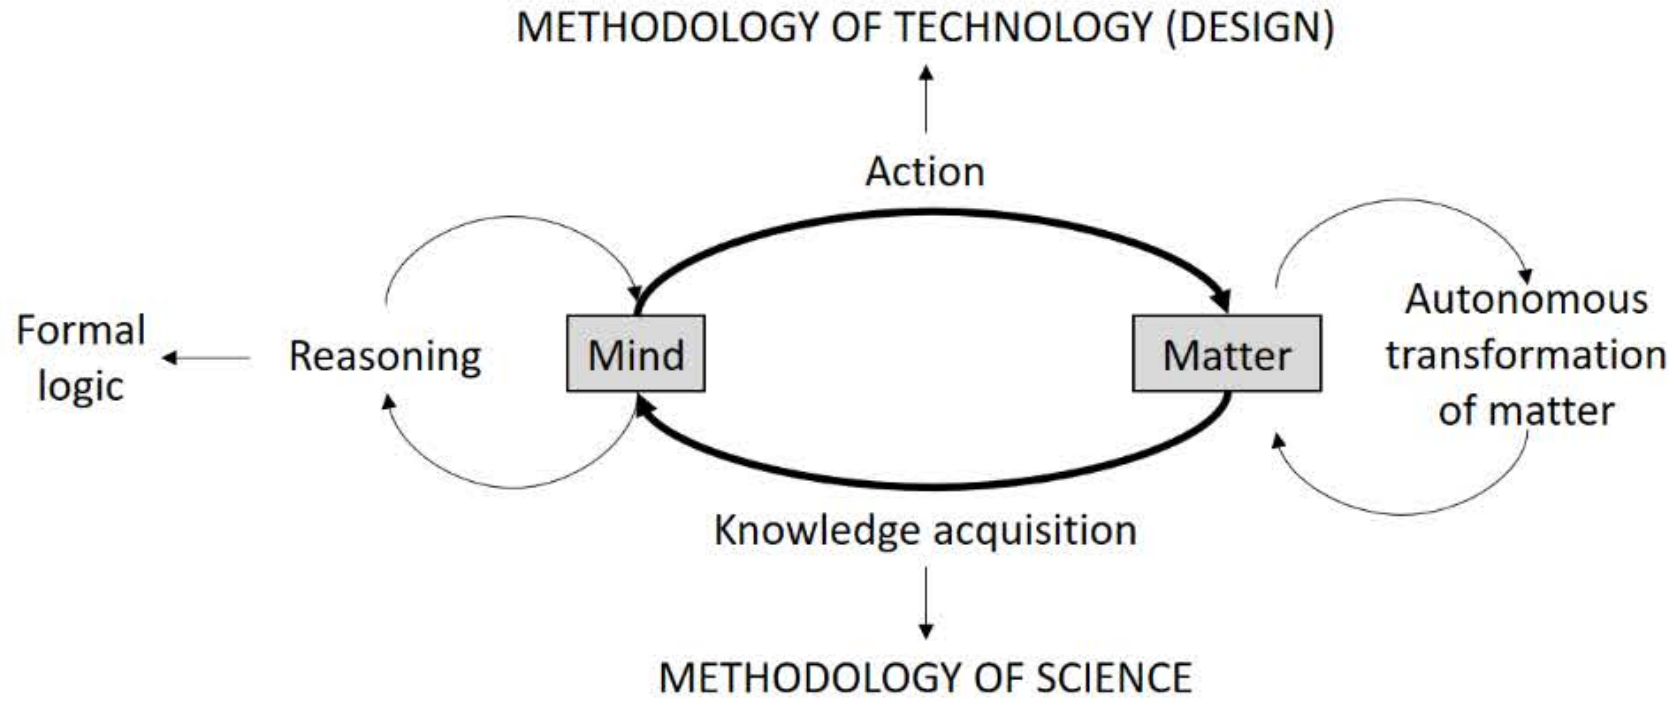 METHODOLOGY OF TECHNOLOGY (DESIGN)
Action
Formal
logic
Reasoning
Mind
Matter
Autonomous
transformation
of matter
Knowledge acquisition
METHODOLOGY OF SCIENCE